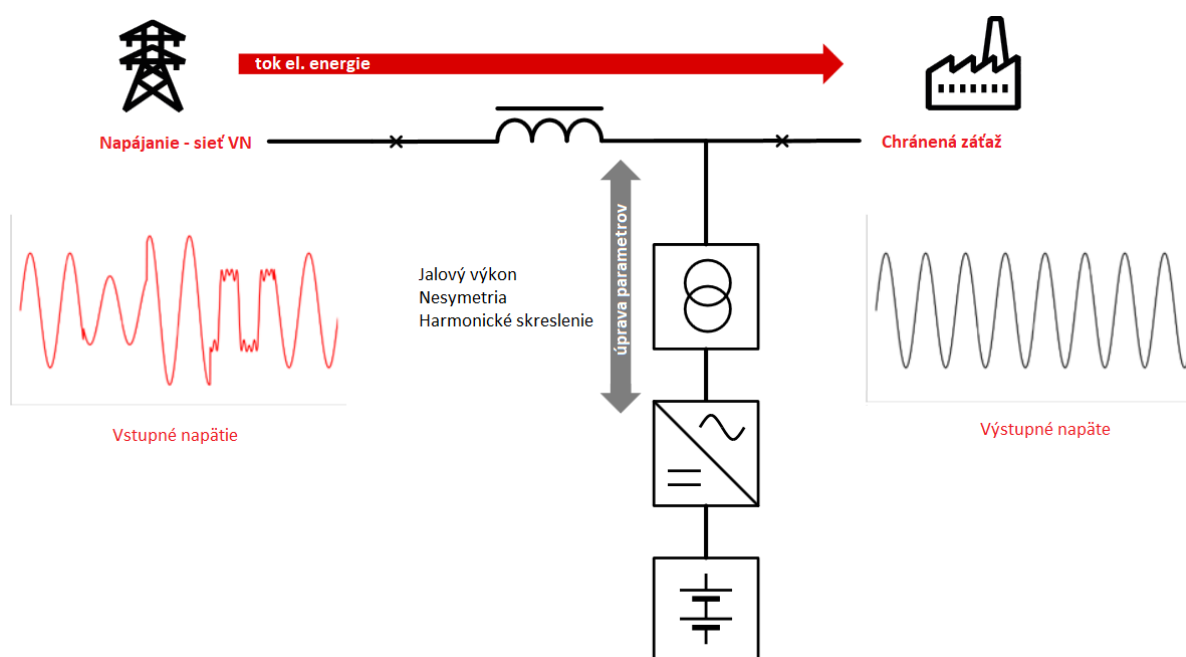 tok el. energie
Napájanie - sieť VN
Chránená záťaž
úprava parametrov
Jalový výkon
Nesymetria
Harmonické skreslenie
Vstupné napätie
Výstupné napäte